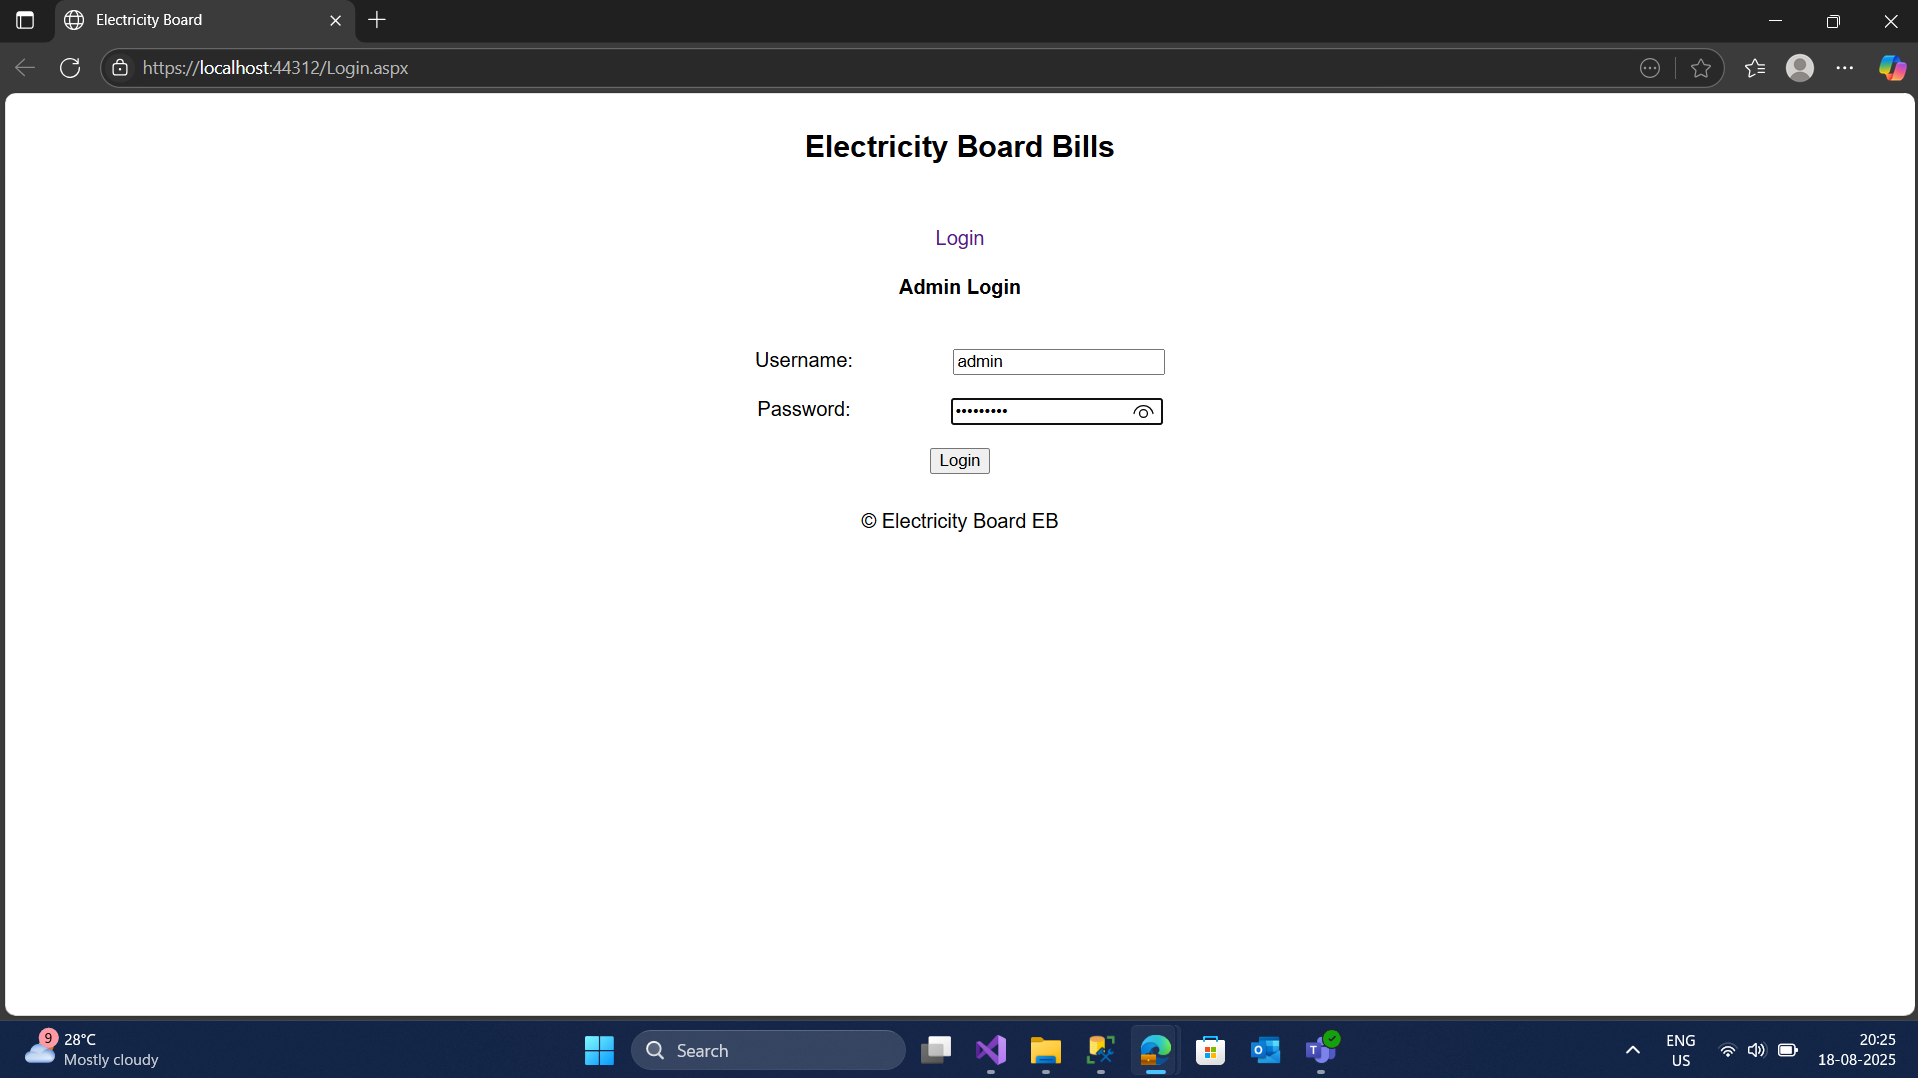 Electricity Board
https://localhost:44312/Login.aspx
Electricity Board Bills
Login
Admin Login
Username: admin
Password: •••••••••
Login
© Electricity Board EB
9
28°C
Mostly cloudy
Search
ENG
US
20:25
18-08-2025